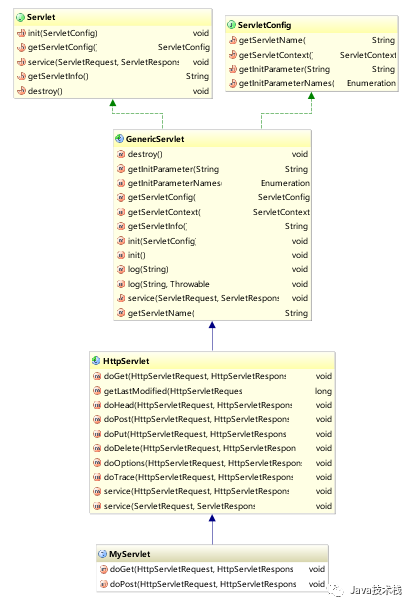 Servlet
init(ServletConfig) void
getServletConfig( ServletConfig
service(ServletRequest, ServletRespons void
getServletInfo() String
destroy() void
ServletConfig
getServletName( String
getServletContext( ServletContext
getInitParameter(String String
getInitParameterNames( Enumeration
GenericServlet
destroy() void
getInitParameter(String String
getInitParameterNames( Enumeration
getServletConfig( ServletConfig
getServletContext( ServletContext
getServletInfo( String
init(ServletConfig void
init() void
log(String) void
log(String, Throwable void
service(ServletRequest, ServletRespons void
getServletName( String
HttpServlet
doGet(HttpServletRequest, HttpServletRespons void
getLastModified(HttpServletReques long
doHead(HttpServletRequest, HttpServletRespons void
doPost(HttpServletRequest, HttpServletRespons void
doPut(HttpServletRequest, HttpServletRespons void
doDelete(HttpServletRequest, HttpServletRespon void
doOptions(HttpServletRequest, HttpServletRespon void
doTrace(HttpServletRequest, HttpServletRespons void
service(HttpServletRequest, HttpServletRespons void
service(ServletRequest, ServletRespons void
MyServlet
doGet(HttpServletRequest, HttpServletRespons void
doPost(HttpServletRequest, HttpServletRespons void
Java技术栈